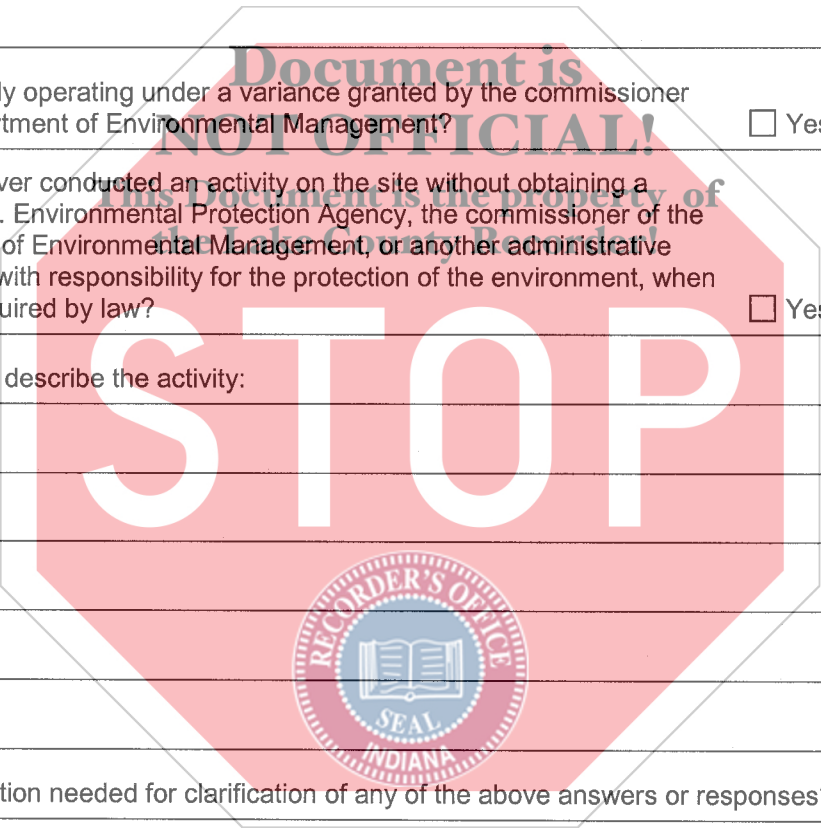 Document is
ly operating under a variance granted by the commissioner
rtment of Environmental Management? Yes
NOT OFFICIAL!
ver conducted an activity on the site without obtaining a
This Document is the property of
. Environmental Protection Agency, the commissioner of the
of Environmental Management, or another administrative
the Lake County Recorder!
with responsibility for the protection of the environment, when
uired by law? Yes
STOP
describe the activity:
RECORDER'S OFFICE
SEAL
INDIANA
tion needed for clarification of any of the above answers or responses